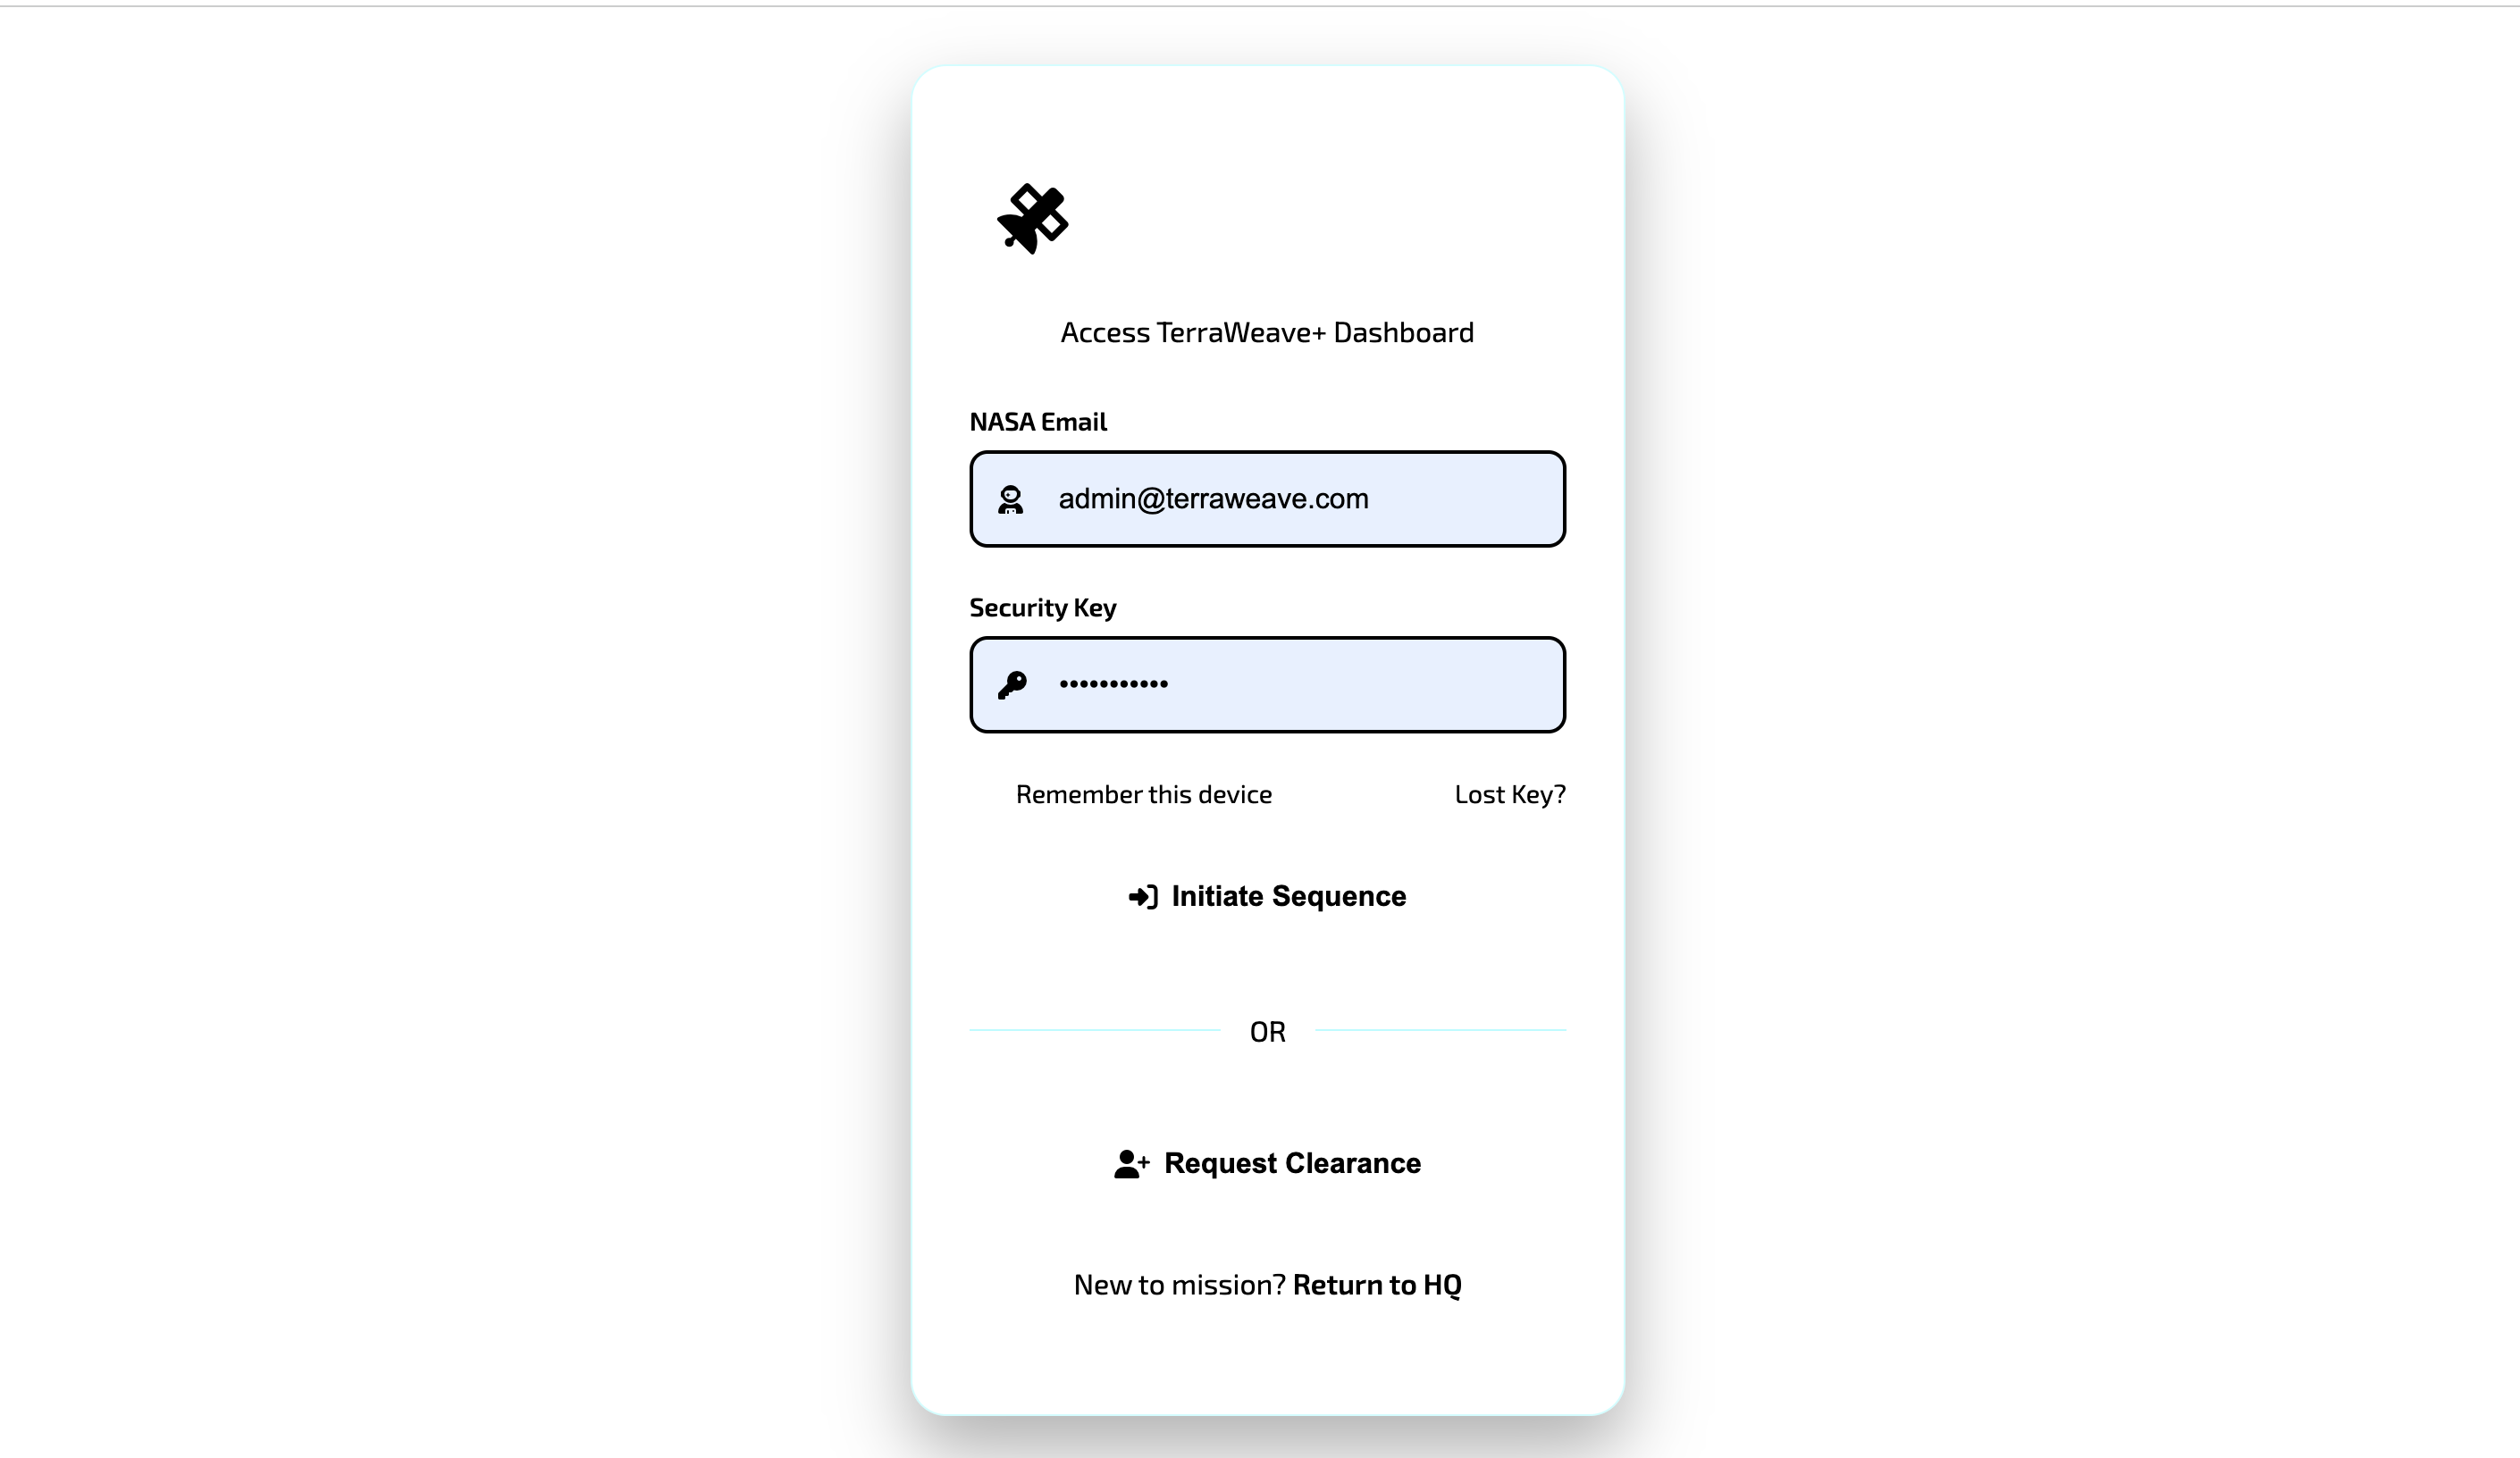 Access TerraWeave+ Dashboard
NASA Email
admin@terraweave.com
Security Key
•••••••••••
Remember this device Lost Key?
Initiate Sequence
OR
Request Clearance
New to mission? Return to HQ